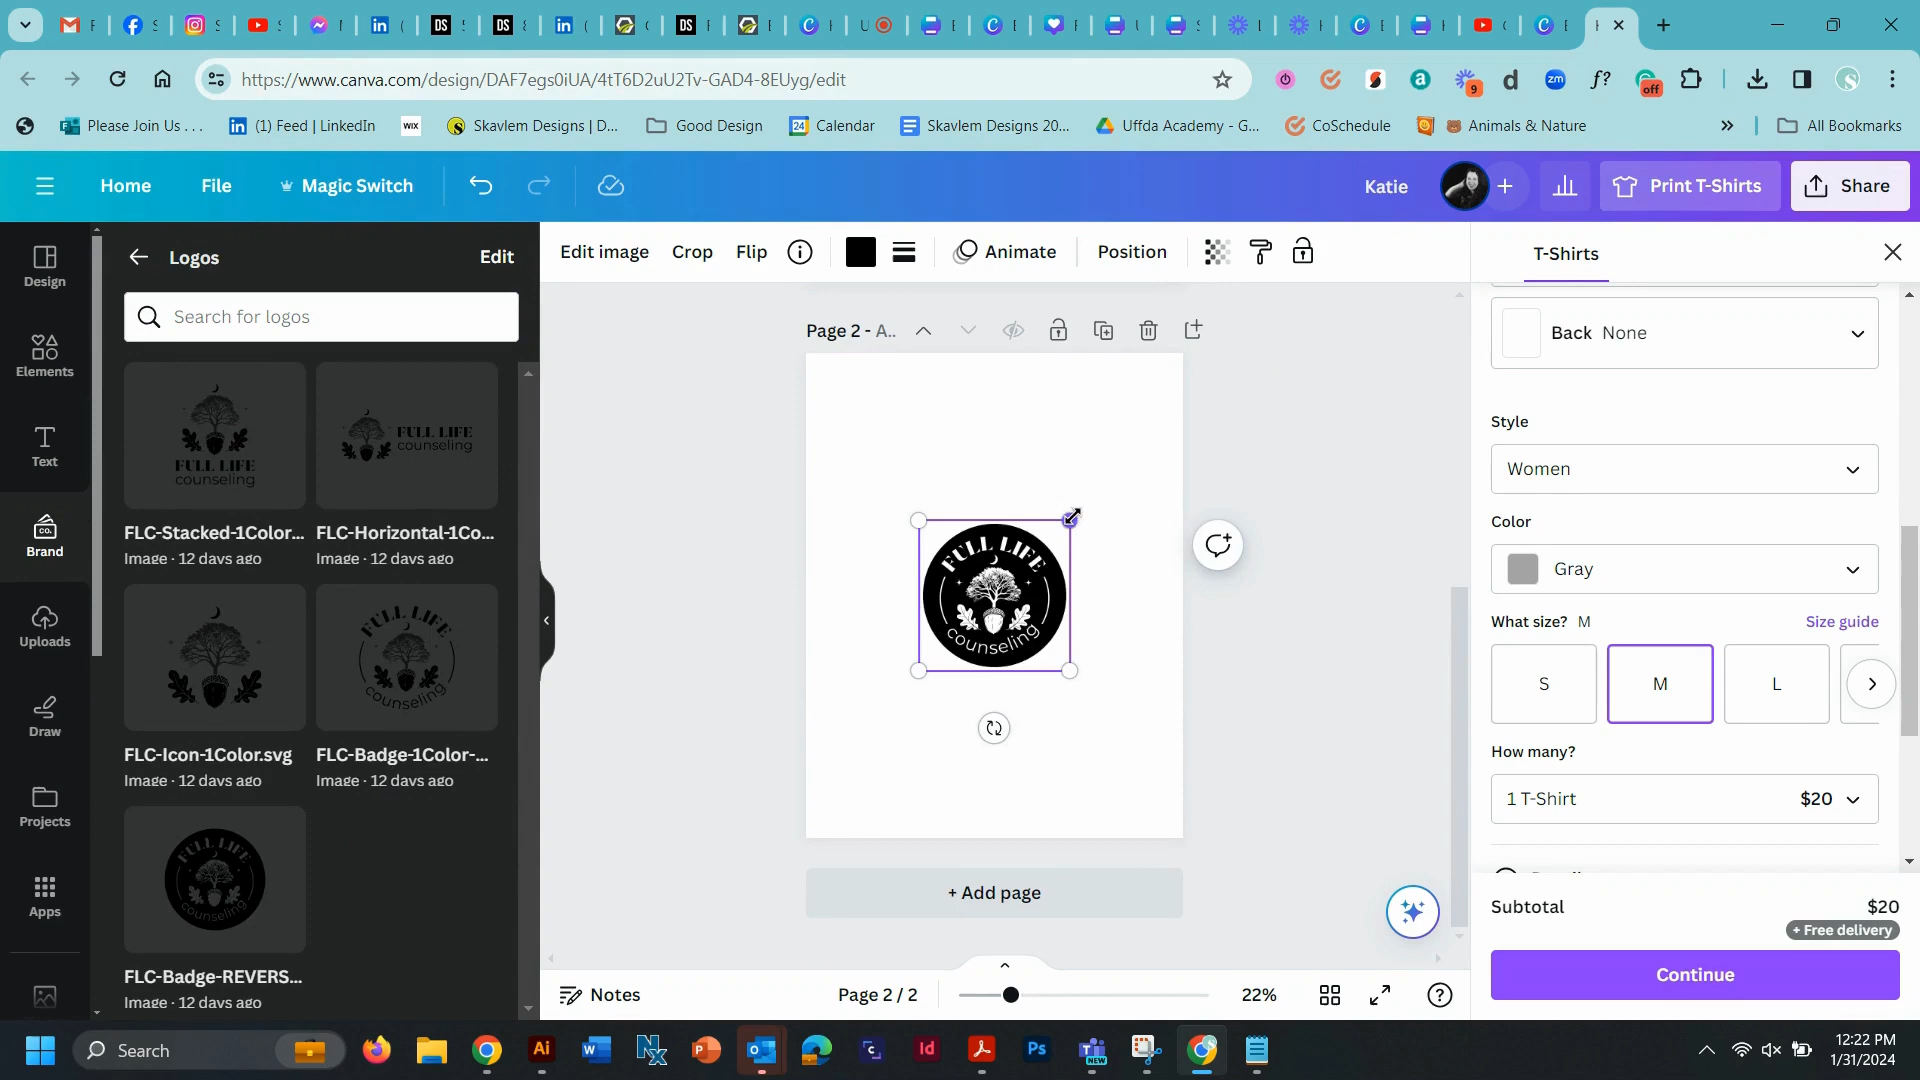 https://www.canva.com/design/DAF7egs0iUA/4tT6D2uU2Tv-GAD4-8EUyg/edit
9
off
Please Join Us . . .
(1) Feed | LinkedIn
WIX
Skavlem Designs | D...
Good Design
Calendar
Skavlem Designs 20...
Uffda Academy - G...
CoSchedule
Animals & Nature
All Bookmarks
Home
File
Magic Switch
Katie
Print T-Shirts
Share
Design
Elements
Text
Brand
Uploads
Draw
Projects
Apps
Logos
Edit
Search for logos
FULL LIFE
counseling
FULL LIFE
counseling
FLC-Stacked-1Color...
Image · 12 days ago
FLC-Horizontal-1Co...
Image · 12 days ago
FULL LIFE
counseling
FLC-Icon-1Color.svg
Image · 12 days ago
FLC-Badge-1Color-...
Image · 12 days ago
FULL LIFE
counseling
FLC-Badge-REVERS...
Image · 12 days ago
Edit image
Crop
Flip
Animate
Position
Page 2 - A..
FULL LIFE
counseling
+ Add page
Notes
Page 2 / 2
22%
T-Shirts
Back None
Style
Women
Color
Gray
What size? M
Size guide
S
M
L
How many?
1 T-Shirt
$20
Subtotal
$20
+ Free delivery
Continue
Search
12:22 PM
1/31/2024